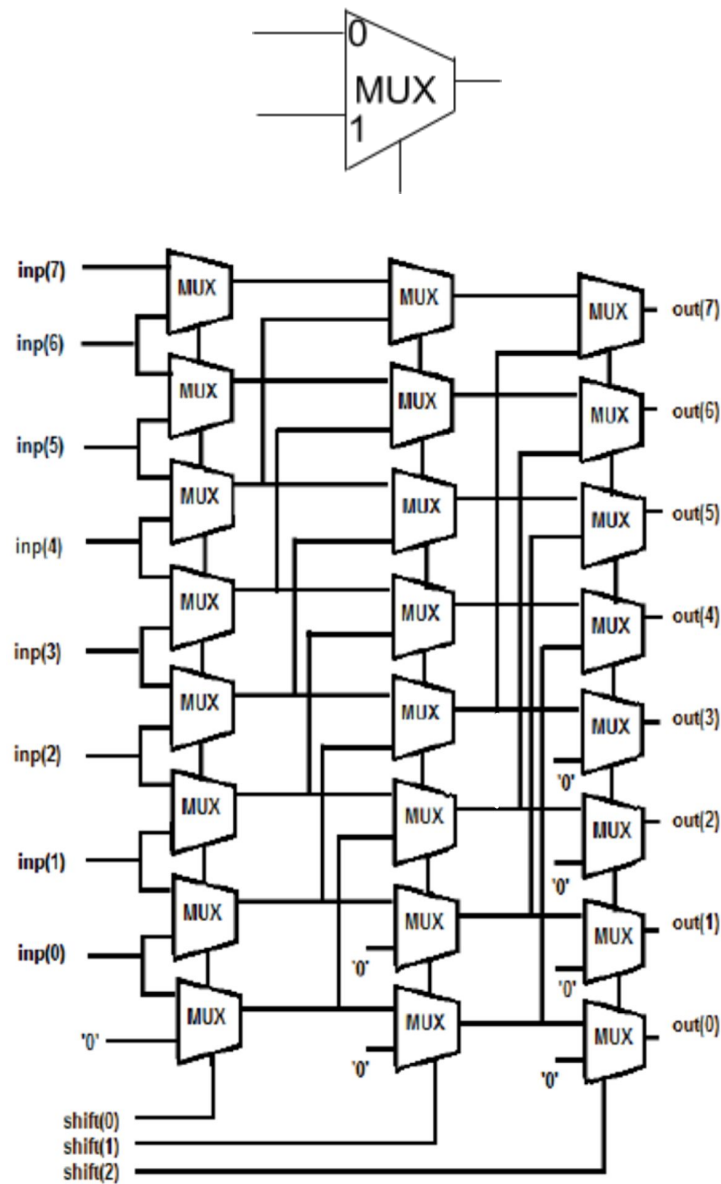 0
MUX
1
inp(7)
MUX
MUX
MUX
out(7)
inp(6)
MUX
MUX
MUX
out(6)
inp(5)
MUX
MUX
MUX
out(5)
inp(4)
MUX
MUX
MUX
out(4)
inp(3)
MUX
MUX
MUX
out(3)
'0'
inp(2)
MUX
MUX
MUX
out(2)
'0'
inp(1)
MUX
MUX
MUX
out(1)
'0'
'0'
inp(0)
MUX
MUX
MUX
out(0)
'0'
'0'
'0'
shift(0)
shift(1)
shift(2)